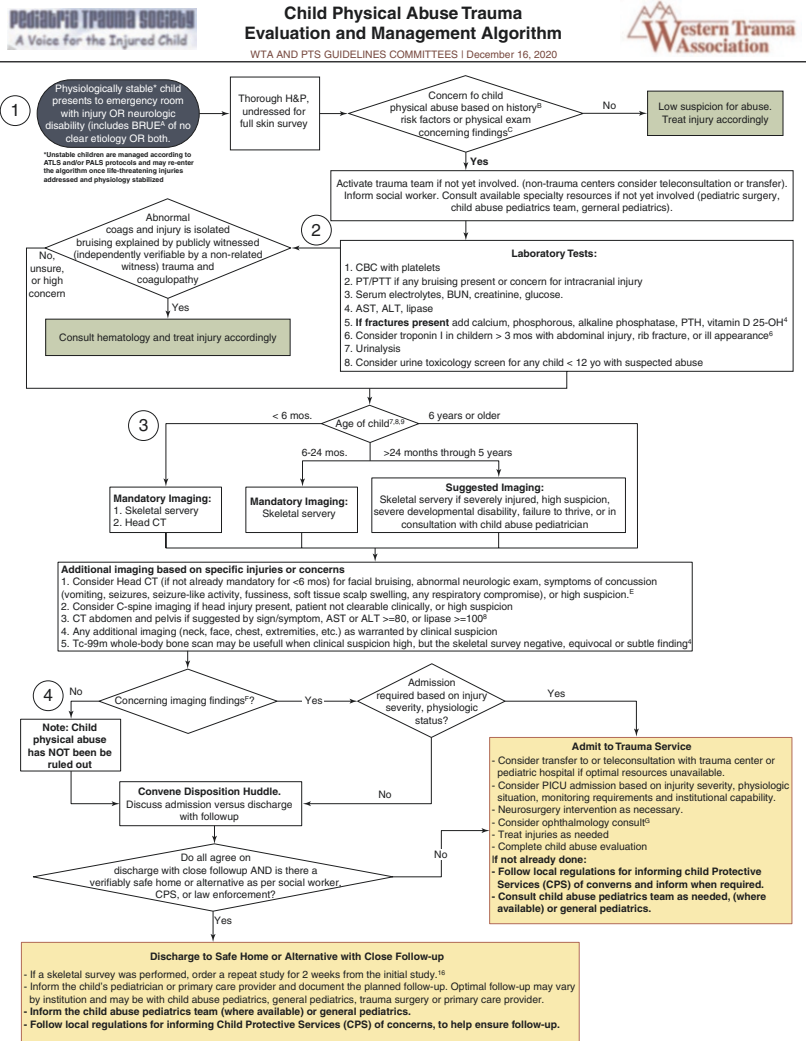 Pediatric Trauma Society
A Voice for the Injured Child
Child Physical Abuse Trauma
Evaluation and Management Algorithm
WTA AND PTS GUIDELINES COMMITTEES | December 16, 2020
Western Trauma
Association
1
Physiologically stable* child
presents to emergency room
with injury OR neurologic
disability (includes BRUEᴬ of no
clear etiology OR both.
*Unstable children are managed according to
ATLS and/or PALS protocols and may re-enter
the algorithm once life-threatening injuries
addressed and physiology stabilized
Thorough H&P,
undressed for
full skin survey
Concern fo child
physical abuse based on historyᴮ
risk factors or physical exam
concerning findingsᶜ
No
Low suspicion for abuse.
Treat injury accordingly
Yes
Activate trauma team if not yet involved. (non-trauma centers consider teleconsultation or transfer).
Inform social worker. Consult available specialty resources if not yet involved (pediatric surgery,
child abuse pediatrics team, gerneral pediatrics).
2
Abnormal
coags and injury is isolated
bruising explained by publicly witnessed
(independently verifiable by a non-related
witness) trauma and
coagulopathy
No,
unsure,
or high
concern
Yes
Consult hematology and treat injury accordingly
Laboratory Tests:
1. CBC with platelets
2. PT/PTT if any bruising present or concern for intracranial injury
3. Serum electrolytes, BUN, creatinine, glucose.
4. AST, ALT, lipase
5. If fractures present add calcium, phosphorous, alkaline phosphatase, PTH, vitamin D 25-OH⁴
6. Consider troponin I in childern > 3 mos with abdominal injury, rib fracture, or ill appearance⁶
7. Urinalysis
8. Consider urine toxicology screen for any child < 12 yo with suspected abuse
3
< 6 mos.
Age of child⁷,⁸,⁹
6 years or older
6-24 mos.
>24 months through 5 years
Mandatory Imaging:
1. Skeletal servery
2. Head CT
Mandatory Imaging:
Skeletal servery
Suggested Imaging:
Skeletal servery if severely injured, high suspicion,
severe developmental disability, failure to thrive, or in
consultation with child abuse pediatrician
Additional imaging based on specific injuries or concerns
1. Consider Head CT (if not already mandatory for <6 mos) for facial bruising, abnormal neurologic exam, symptoms of concussion
(vomiting, seizures, seizure-like activity, fussiness, soft tissue scalp swelling, any respiratory compromise), or high suspicion.ᴱ
2. Consider C-spine imaging if head injury present, patient not clearable clinically, or high suspicion
3. CT abdomen and pelvis if suggested by sign/symptom, AST or ALT >=80, or lipase >=100⁸
4. Any additional imaging (neck, face, chest, extremities, etc.) as warranted by clinical suspicion
5. Tc-99m whole-body bone scan may be usefull when clinical suspicion high, but the skeletal survey negative, equivocal or subtle finding⁴
4
No
Concerning imaging findingsF?
Yes
Admission
required based on injury
severity, physiologic
status?
Yes
Note: Child
physical abuse
has NOT been be
ruled out
No
Convene Disposition Huddle.
Discuss admission versus discharge
with followup
Do all agree on
discharge with close followup AND is there a
verifiably safe home or alternative as per social worker,
CPS, or law enforcement?
No
Yes
Admit to Trauma Service
- Consider transfer to or teleconsultation with trauma center or
pediatric hospital if optimal resources unavailable.
- Consider PICU admission based on injurity severity, physiologic
situation, monitoring requirements and institutional capability.
- Neurosurgery intervention as necessary.
- Consider ophthalmology consultᴳ
- Treat injuries as needed
- Complete child abuse evaluation
If not already done:
- Follow local regulations for informing child Protective
Services (CPS) of converns and inform when required.
- Consult child abuse pediatrics team as needed, (where
available) or general pediatrics.
Discharge to Safe Home or Alternative with Close Follow-up
- If a skeletal survey was performed, order a repeat study for 2 weeks from the initial study.¹⁶
- Inform the child's pediatrician or primary care provider and document the planned follow-up. Optimal follow-up may vary
by institution and may be with child abuse pediatrics, general pediatrics, trauma surgery or primary care provider.
- Inform the child abuse pediatrics team (where available) or general pediatrics.
- Follow local regulations for informing Child Protective Services (CPS) of concerns, to help ensure follow-up.